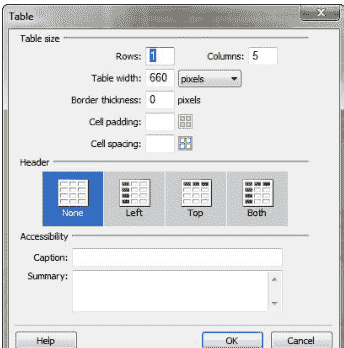 Table
Table size
Rows: 1 Columns: 5
Table width: 660 pixels
Border thickness: 0 pixels
Cell padding:
Cell spacing:
Header
None Left Top Both
Accessibility
Caption:
Summary:
Help OK Cancel